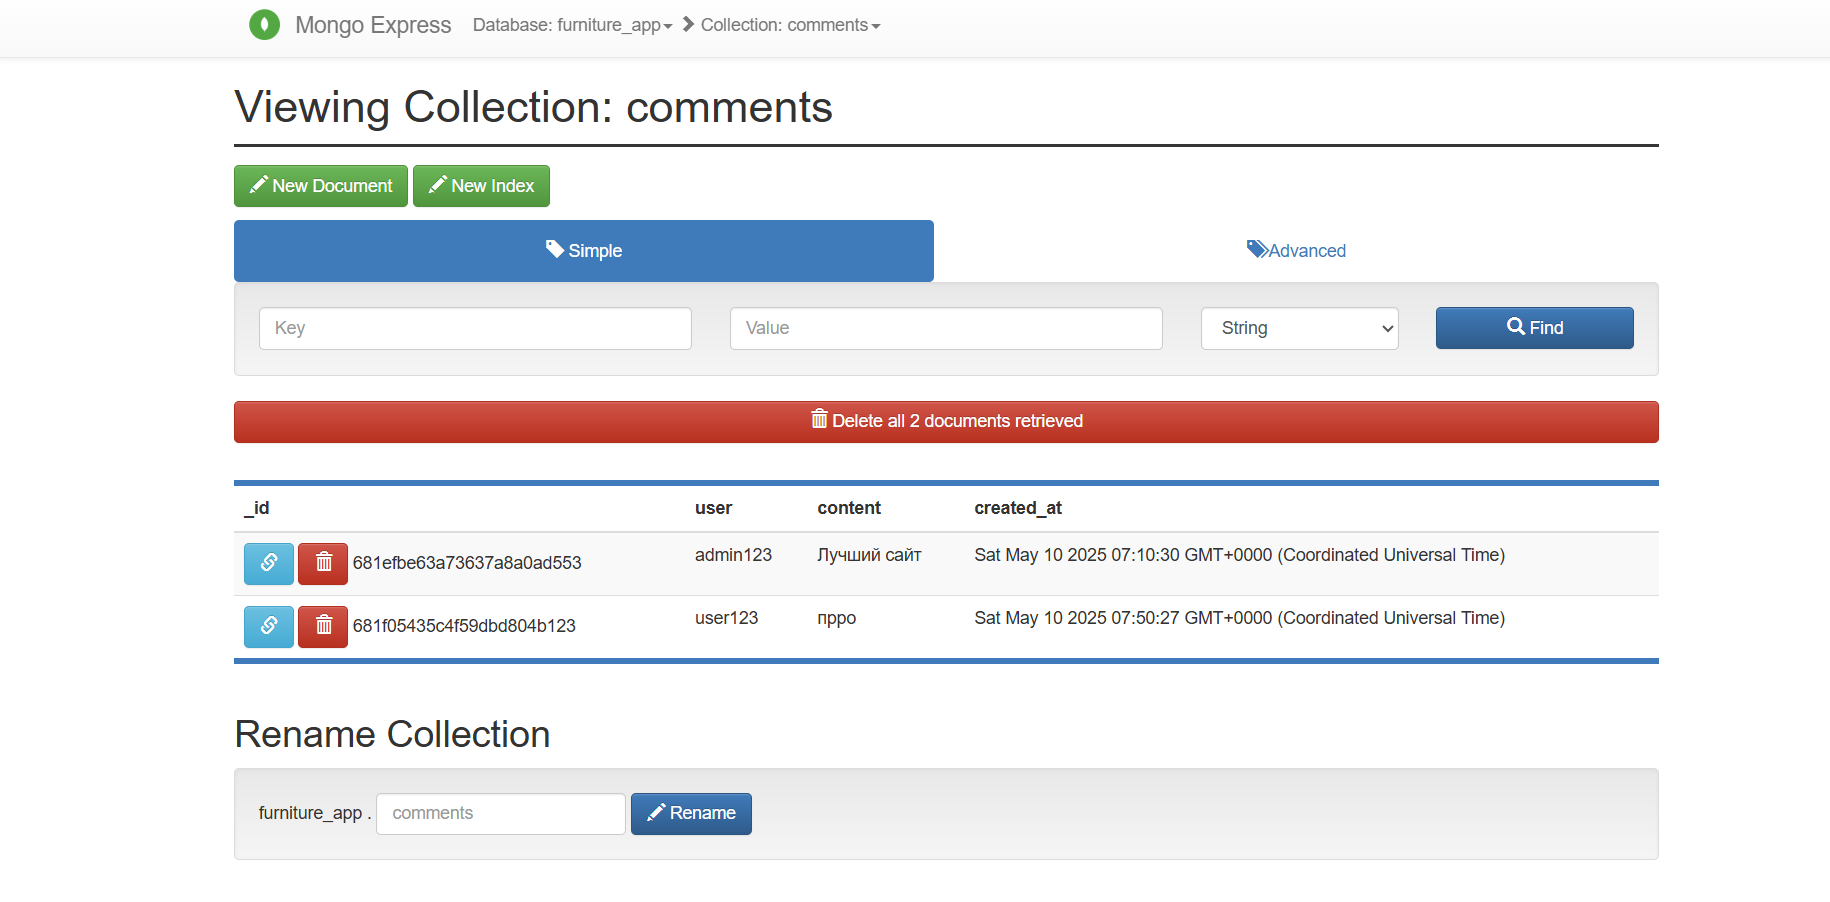 Mongo Express Database: furniture_app Collection: comments
Viewing Collection: comments
New Document New Index
Simple Advanced
Key Value String Find
Delete all 2 documents retrieved
_id user content created_at
681efbe63a73637a8a0ad553 admin123 Лучший сайт Sat May 10 2025 07:10:30 GMT+0000 (Coordinated Universal Time)
681f05435c4f59dbd804b123 user123 прро Sat May 10 2025 07:50:27 GMT+0000 (Coordinated Universal Time)
Rename Collection
furniture_app . comments Rename